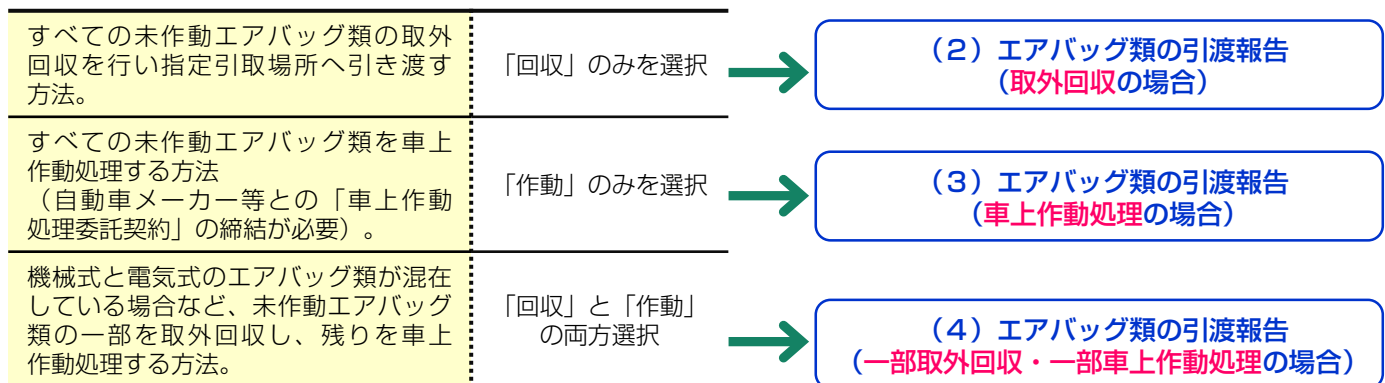 すべての未作動エアバッグ類の取外
回収を行い指定引取場所へ引き渡す
方法。
「回収」のみを選択
（２）エアバッグ類の引渡報告
（取外回収の場合）
すべての未作動エアバッグ類を車上
作動処理する方法
（自動車メーカー等との「車上作動
処理委託契約」の締結が必要）。
「作動」のみを選択
（３）エアバッグ類の引渡報告
（車上作動処理の場合）
機械式と電気式のエアバッグ類が混在
している場合など、未作動エアバッグ
類の一部を取外回収し、残りを車上
作動処理する方法。
「回収」と「作動」
の両方選択
（４）エアバッグ類の引渡報告
（一部取外回収・一部車上作動処理の場合）